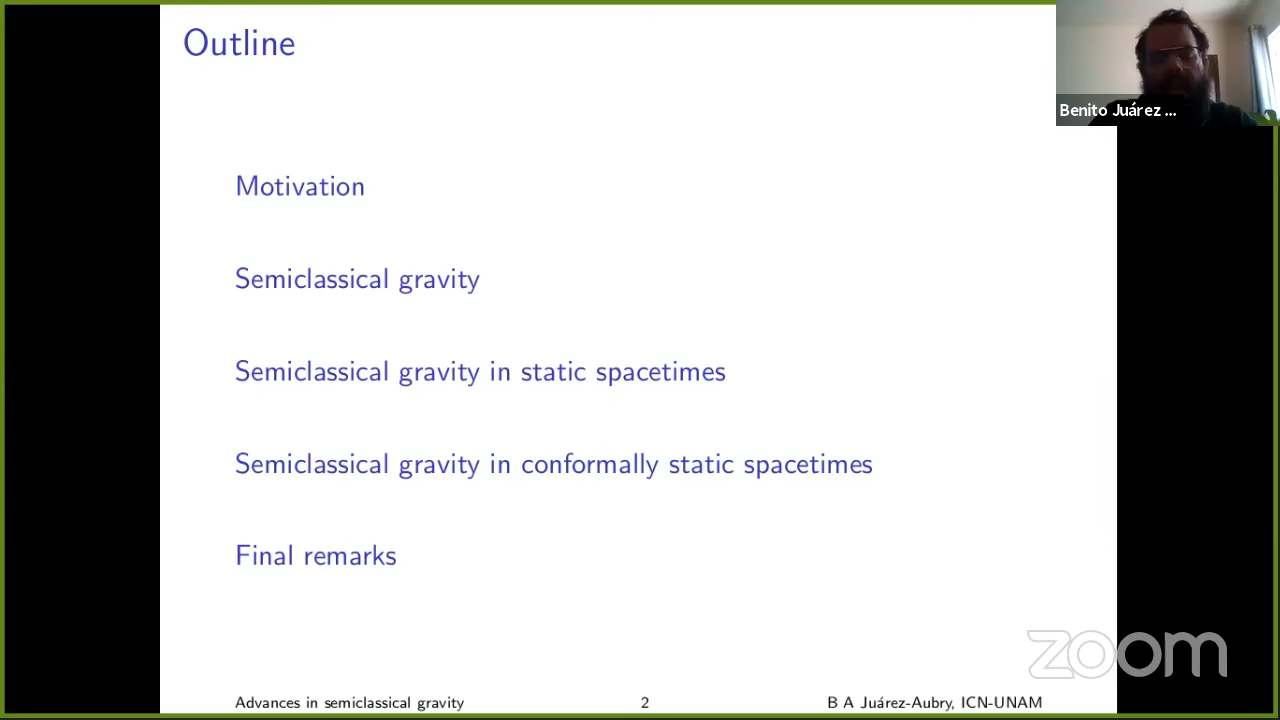 Outline
Benito Juárez ...
Motivation
Semiclassical gravity
Semiclassical gravity in static spacetimes
Semiclassical gravity in conformally static spacetimes
Final remarks
zoom
Advances in semiclassical gravity 2 B A Juárez-Aubry, ICN-UNAM